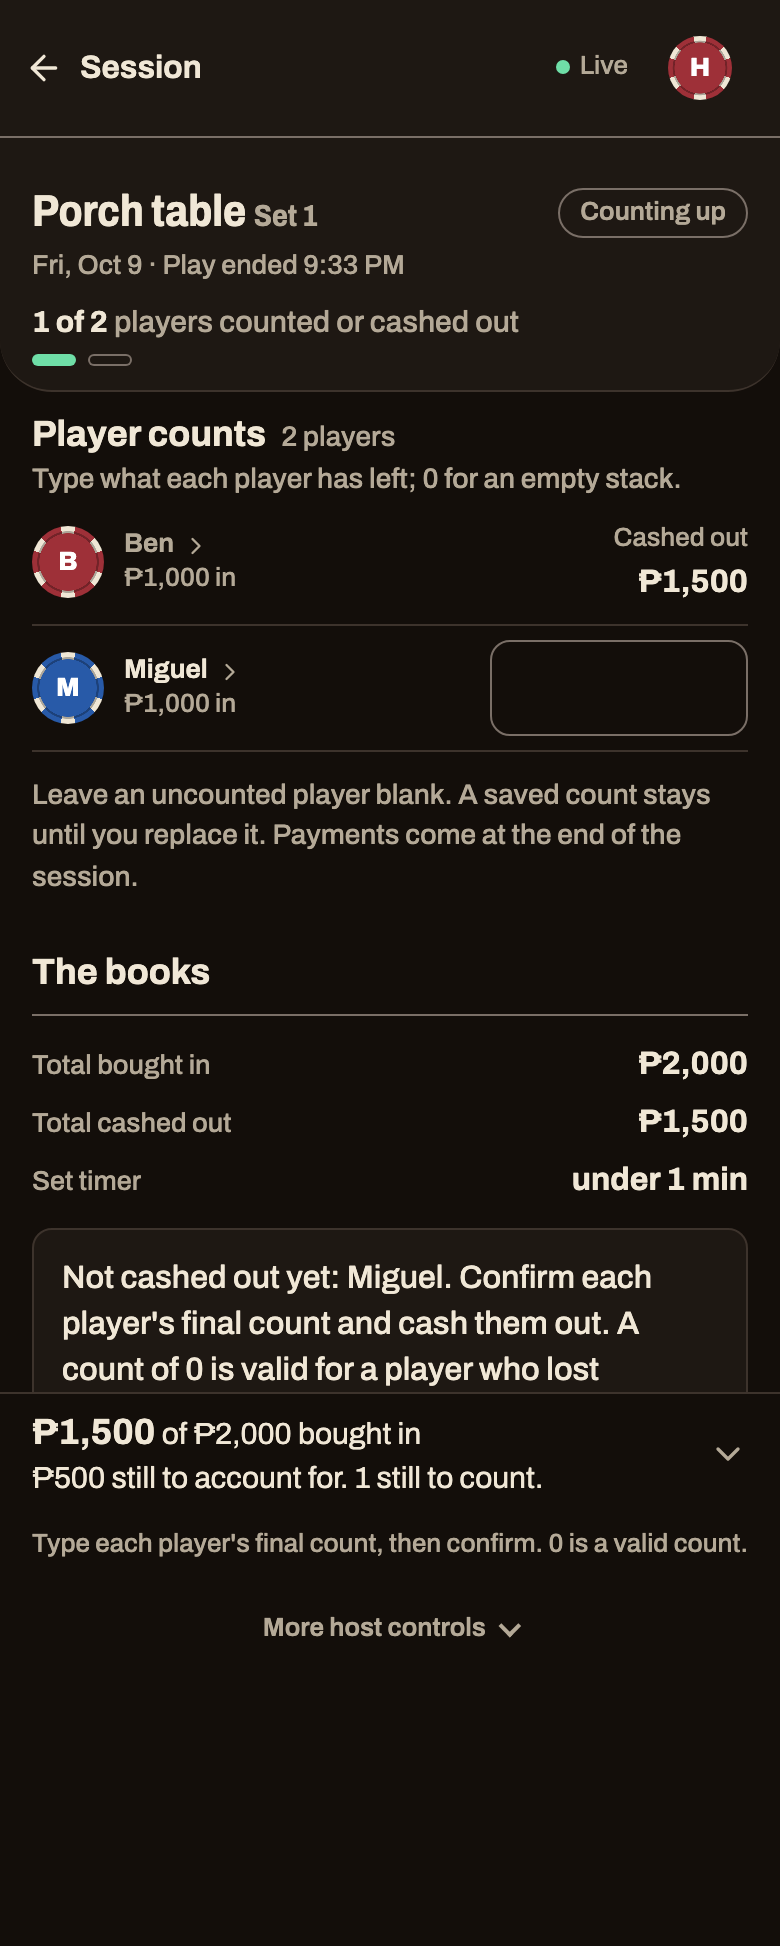 Session
Live
H
Porch table Set 1
Counting up
Fri, Oct 9 · Play ended 9:33 PM
1 of 2 players counted or cashed out
Player counts 2 players
Type what each player has left; 0 for an empty stack.
B
Ben
₱1,000 in
Cashed out
₱1,500
M
Miguel
₱1,000 in
Leave an uncounted player blank. A saved count stays
until you replace it. Payments come at the end of the
session.
The books
Total bought in ₱2,000
Total cashed out ₱1,500
Set timer under 1 min
Not cashed out yet: Miguel. Confirm each
player's final count and cash them out. A
count of 0 is valid for a player who lost
₱1,500 of ₱2,000 bought in
₱500 still to account for. 1 still to count.
Type each player's final count, then confirm. 0 is a valid count.
More host controls